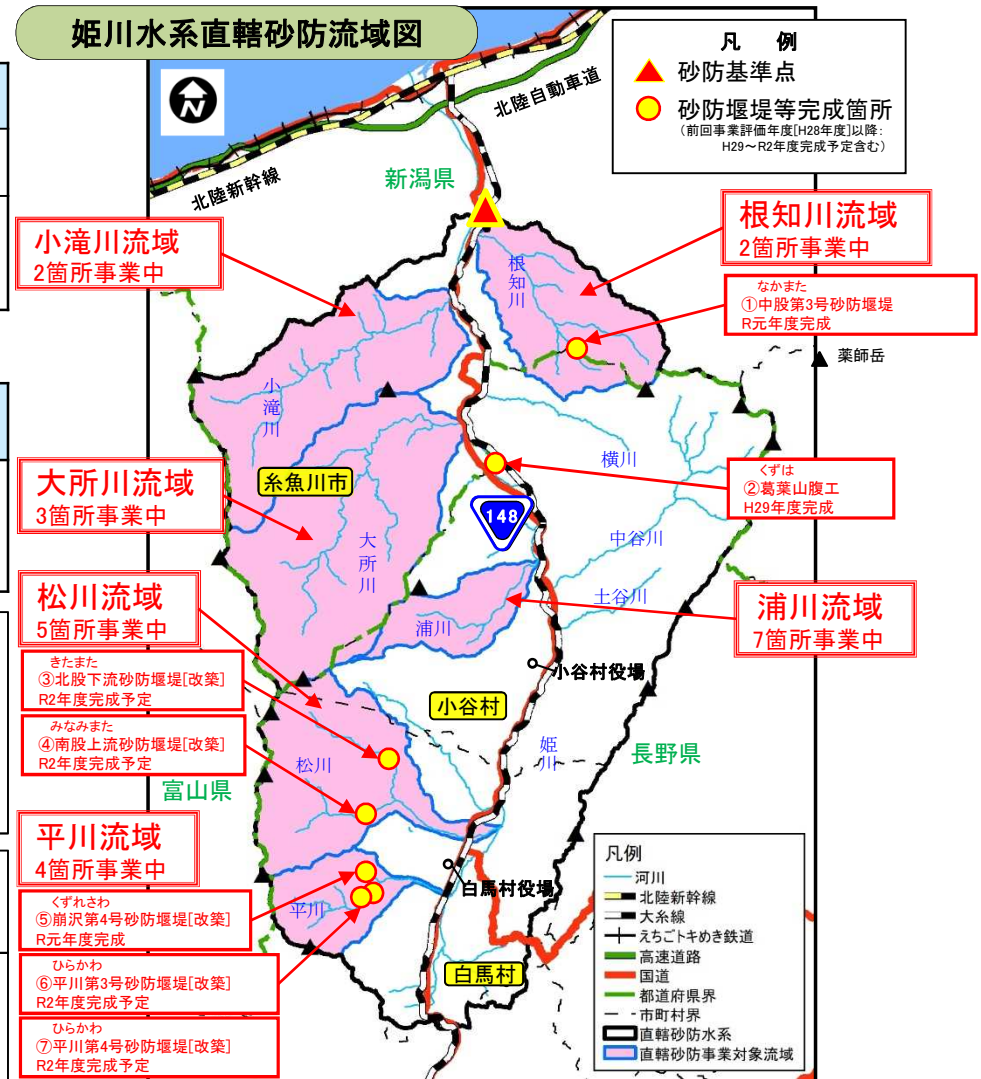 姫川水系直轄砂防流域図
凡 例
砂防基準点
砂防堰堤等完成箇所
(前回事業評価年度[H28年度]以降:
H29～R2年度完成予定含む)
N
北陸自動車道
北陸新幹線
新潟県
小滝川流域
2箇所事業中
根知川流域
2箇所事業中
根知川
なかまた
①中股第3号砂防堰堤
R元年度完成
薬師岳
小滝川
横川
大所川流域
3箇所事業中
糸魚川市
くずは
②葛葉山腹工
H29年度完成
148
大所川
中谷川
土谷川
松川流域
5箇所事業中
浦川
浦川流域
7箇所事業中
きたまた
③北股下流砂防堰堤[改築]
R2年度完成予定
小谷村役場
小谷村
みなみまた
④南股上流砂防堰堤[改築]
R2年度完成予定
姫川
松川
長野県
富山県
平川流域
4箇所事業中
白馬村役場
くずれさわ
⑤崩沢第4号砂防堰堤[改築]
R元年度完成
平川
ひらかわ
⑥平川第3号砂防堰堤[改築]
R2年度完成予定
白馬村
ひらかわ
⑦平川第4号砂防堰堤[改築]
R2年度完成予定
凡例
河川
北陸新幹線
大糸線
えちごトキめき鉄道
高速道路
国道
都道府県界
市町村界
直轄砂防水系
直轄砂防事業対象流域